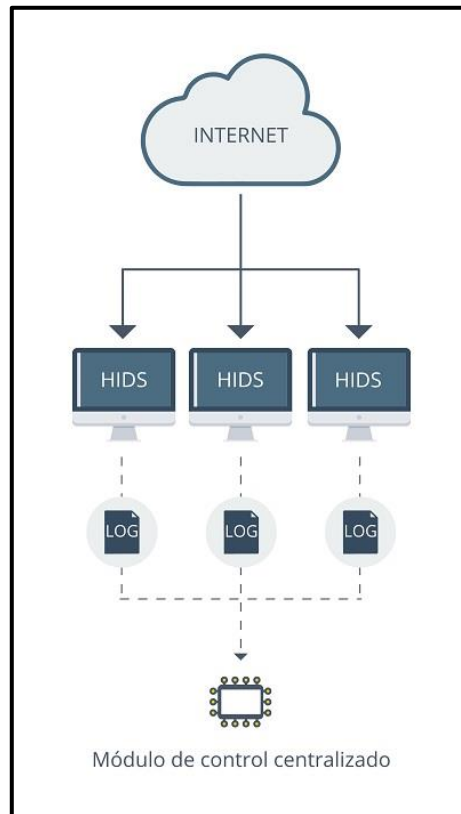 INTERNET
HIDS HIDS HIDS
LOG LOG LOG
Módulo de control centralizado